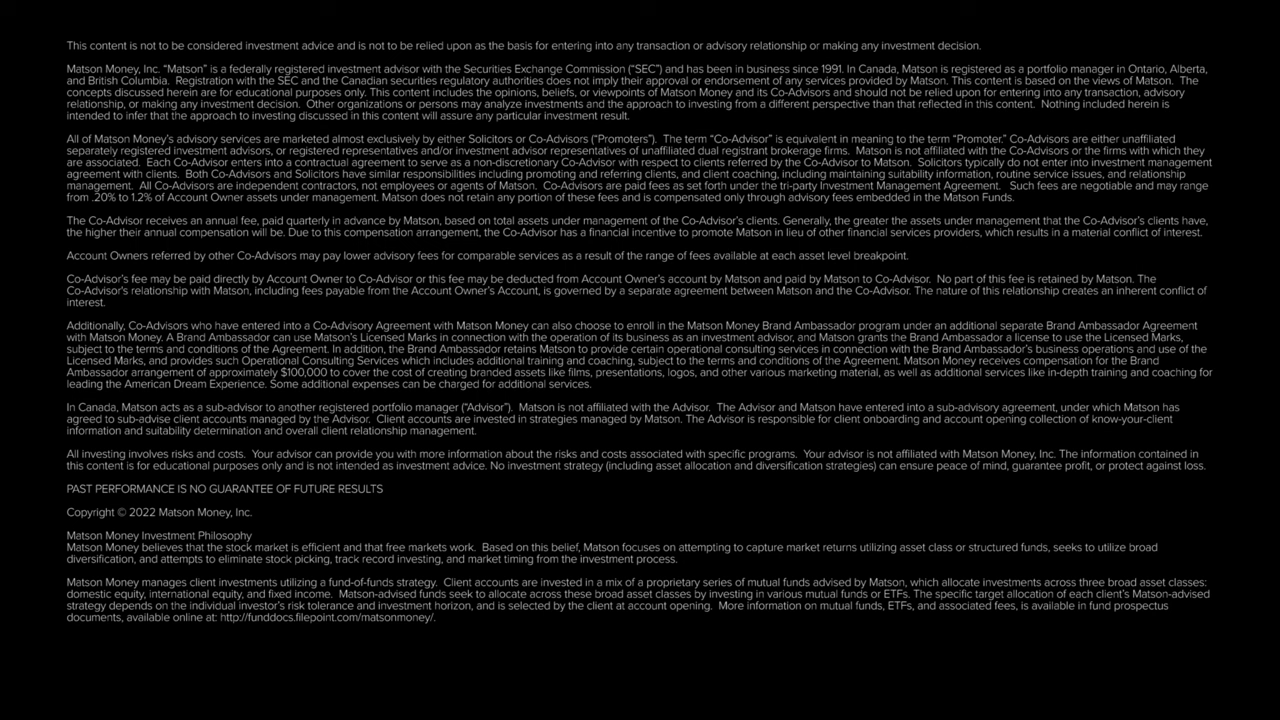 This content is not to be considered investment advice and is not to be relied upon as the basis for entering into any transaction or advisory relationship or making any investment decision.
Matson Money, Inc. “Matson” is a federally registered investment advisor with the Securities Exchange Commission (“SEC”) and has been in business since 1991. In Canada, Matson is registered as a portfolio manager in Ontario, Alberta,
and British Columbia.  Registration with the SEC and the Canadian securities regulatory authorities does not imply their approval or endorsement of any services provided by Matson.  This content is based on the views of Matson.  The
concepts discussed herein are for educational purposes only. This content includes the opinions, beliefs, or viewpoints of Matson Money and its Co-Advisors and should not be relied upon for entering into any transaction, advisory
relationship, or making any investment decision.  Other organizations or persons may analyze investments and the approach to investing from a different perspective than that reflected in this content.  Nothing included herein is
intended to infer that the approach to investing discussed in this content will assure any particular investment result.
All of Matson Money’s advisory services are marketed almost exclusively by either Solicitors or Co-Advisors (“Promoters”).  The term “Co-Advisor” is equivalent in meaning to the term “Promoter.” Co-Advisors are either unaffiliated
separately registered investment advisors, or registered representatives and/or investment advisor representatives of unaffiliated dual registrant brokerage firms.  Matson is not affiliated with the Co-Advisors or the firms with which they
are associated.  Each Co-Advisor enters into a contractual agreement to serve as a non-discretionary Co-Advisor with respect to clients referred by the Co-Advisor to Matson.  Solicitors typically do not enter into investment management
agreement with clients.  Both Co-Advisors and Solicitors have similar responsibilities including promoting and referring clients, and client coaching, including maintaining suitability information, routine service issues, and relationship
management.  All Co-Advisors are independent contractors, not employees or agents of Matson.  Co-Advisors are paid fees as set forth under the tri-party Investment Management Agreement.   Such fees are negotiable and may range
from .20% to 1.2% of Account Owner assets under management. Matson does not retain any portion of these fees and is compensated only through advisory fees embedded in the Matson Funds.
The Co-Advisor receives an annual fee, paid quarterly in advance by Matson, based on total assets under management of the Co-Advisor’s clients.  Generally, the greater the assets under management that the Co-Advisor’s clients have,
the higher their annual compensation will be. Due to this compensation arrangement, the Co-Advisor has a financial incentive to promote Matson in lieu of other financial services providers, which results in a material conflict of interest.
Account Owners referred by other Co-Advisors may pay lower advisory fees for comparable services as a result of the range of fees available at each asset level breakpoint.
Co-Advisor’s fee may be paid directly by Account Owner to Co-Advisor or this fee may be deducted from Account Owner’s account by Matson and paid by Matson to Co-Advisor.  No part of this fee is retained by Matson.  The
Co-Advisor’s relationship with Matson, including fees payable from the Account Owner’s Account, is governed by a separate agreement between Matson and the Co-Advisor. The nature of this relationship creates an inherent conflict of
interest.
Additionally, Co-Advisors who have entered into a Co-Advisory Agreement with Matson Money can also choose to enroll in the Matson Money Brand Ambassador program under an additional separate Brand Ambassador Agreement
with Matson Money. A Brand Ambassador can use Matson’s Licensed Marks in connection with the operation of its business as an investment advisor, and Matson grants the Brand Ambassador a license to use the Licensed Marks,
subject to the terms and conditions of the Agreement. In addition, the Brand Ambassador retains Matson to provide certain operational consulting services in connection with the Brand Ambassador’s business operations and use of the
Licensed Marks, and provides such Operational Consulting Services which includes additional training and coaching, subject to the terms and conditions of the Agreement. Matson Money receives compensation for the Brand
Ambassador arrangement of approximately $100,000 to cover the cost of creating branded assets like films, presentations, logos, and other various marketing material, as well as additional services like in-depth training and coaching for
leading the American Dream Experience. Some additional expenses can be charged for additional services.
In Canada, Matson acts as a sub-advisor to another registered portfolio manager (“Advisor”).  Matson is not affiliated with the Advisor.  The Advisor and Matson have entered into a sub-advisory agreement, under which Matson has
agreed to sub-advise client accounts managed by the Advisor.  Client accounts are invested in strategies managed by Matson. The Advisor is responsible for client onboarding and account opening collection of know-your-client
information and suitability determination and overall client relationship management.
All investing involves risks and costs.  Your advisor can provide you with more information about the risks and costs associated with specific programs.  Your advisor is not affiliated with Matson Money, Inc. The information contained in
this content is for educational purposes only and is not intended as investment advice. No investment strategy (including asset allocation and diversification strategies) can ensure peace of mind, guarantee profit, or protect against loss.
PAST PERFORMANCE IS NO GUARANTEE OF FUTURE RESULTS
Copyright © 2022 Matson Money, Inc.
Matson Money Investment Philosophy
Matson Money believes that the stock market is efficient and that free markets work.  Based on this belief, Matson focuses on attempting to capture market returns utilizing asset class or structured funds, seeks to utilize broad
diversification, and attempts to eliminate stock picking, track record investing, and market timing from the investment process.
Matson Money manages client investments utilizing a fund-of-funds strategy.  Client accounts are invested in a mix of a proprietary series of mutual funds advised by Matson, which allocate investments across three broad asset classes:
domestic equity, international equity, and fixed income.  Matson-advised funds seek to allocate across these broad asset classes by investing in various mutual funds or ETFs. The specific target allocation of each client’s Matson-advised
strategy depends on the individual investor’s risk tolerance and investment horizon, and is selected by the client at account opening.  More information on mutual funds, ETFs, and associated fees, is available in fund prospectus
documents, available online at: http://funddocs.filepoint.com/matsonmoney/.